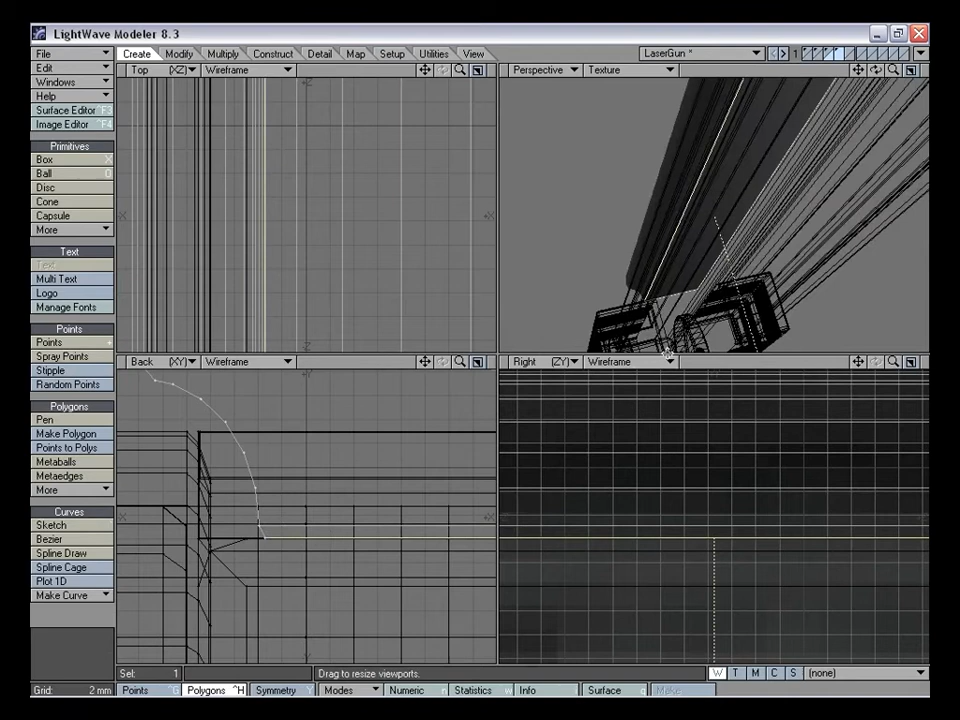 LightWave Modeler 8.3
File
Create Modify Multiply Construct Detail Map Setup Utilities View
LaserGun *
1
Edit
Windows
Help
Surface Editor ^F3
Image Editor ^F4
Primitives
Box X
Ball O
Disc
Cone
Capsule
More
Text
Text
Multi Text
Logo
Manage Fonts
Points
Points +
Spray Points
Stipple
Random Points
Polygons
Pen
Make Polygon
Points to Polys
Metaballs
Metaedges
More
Curves
Sketch
Bezier
Spline Draw
Spline Cage
Plot 1D
Make Curve
Top (XZ) Wireframe
Perspective Texture
Back (XY) Wireframe
Right (ZY) Wireframe
Sel: 1
Drag to resize viewports.
W T M C S (none)
Grid: 2 mm
Points ^G
Polygons ^H
Symmetry Y
Modes
Numeric n
Statistics w
Info i
Surface q
Make